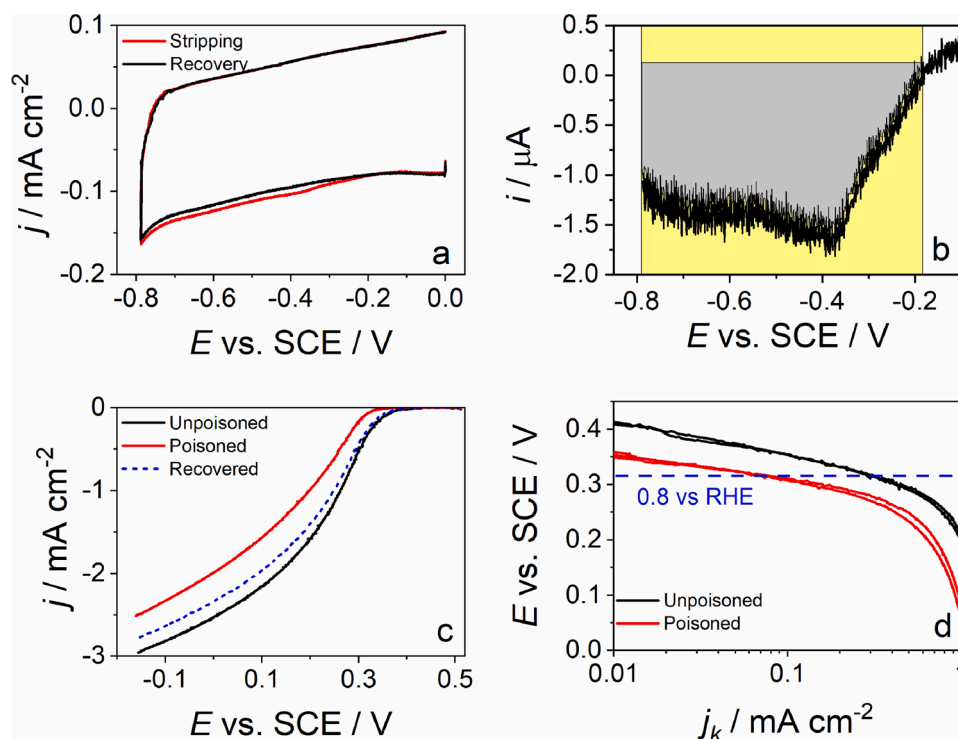 0.1
0.0
-0.1
-0.2
j / mA cm-2
Stripping
Recovery
a
-0.8 -0.6 -0.4 -0.2 0.0
E vs. SCE / V
0.5
0.0
-0.5
-1.0
-1.5
-2.0
i / μA
b
-0.8 -0.6 -0.4 -0.2
E vs. SCE / V
0
-1
-2
-3
j / mA cm-2
Unpoisoned
Poisoned
Recovered
c
-0.1 0.1 0.3 0.5
E vs. SCE / V
0.4
0.3
0.2
0.1
0.0
E vs. SCE / V
0.8 vs RHE
Unpoisoned
Poisoned
d
0.01 0.1 1
jk / mA cm-2